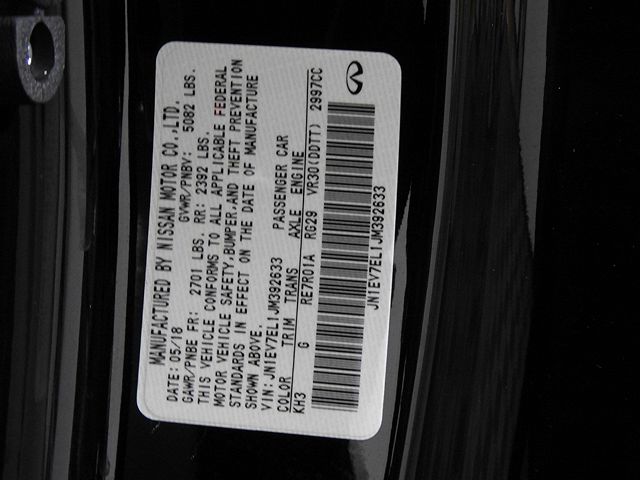 MANUFACTURED BY NISSAN MOTOR CO.,LTD.
DATE: 05/18 GVWR/PNBV: 5082 LBS.
GAWR/PNBE FR: 2701 LBS. RR: 2392 LBS.
THIS VEHICLE CONFORMS TO ALL APPLICABLE FEDERAL
MOTOR VEHICLE SAFETY,BUMPER,AND THEFT PREVENTION
STANDARDS IN EFFECT ON THE DATE OF MANUFACTURE
SHOWN ABOVE.
VIN:JN1EV7EL1JM392633 PASSENGER CAR
COLOR TRIM TRANS AXLE ENGINE
KH3 G RE7R01A RG29 VR30(DDTT) 2997CC
JN1EV7EL1JM392633